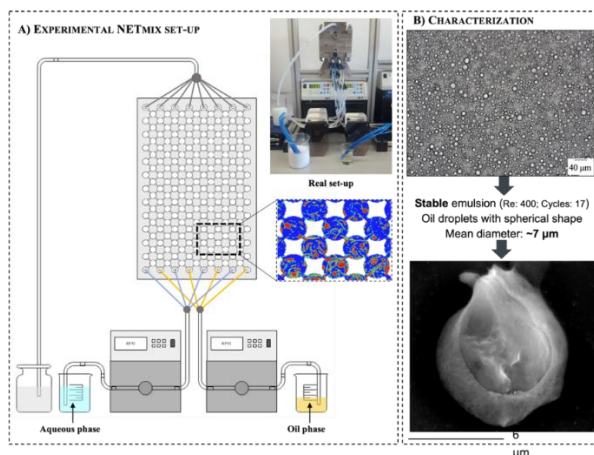 A) EXPERIMENTAL NETMIX SET-UP
Real set-up
Aqueous phase
Oil phase
B) CHARACTERIZATION
40 µm
Stable emulsion (Re: 400; Cycles: 17)
Oil droplets with spherical shape
Mean diameter: ~7 µm
6
µm